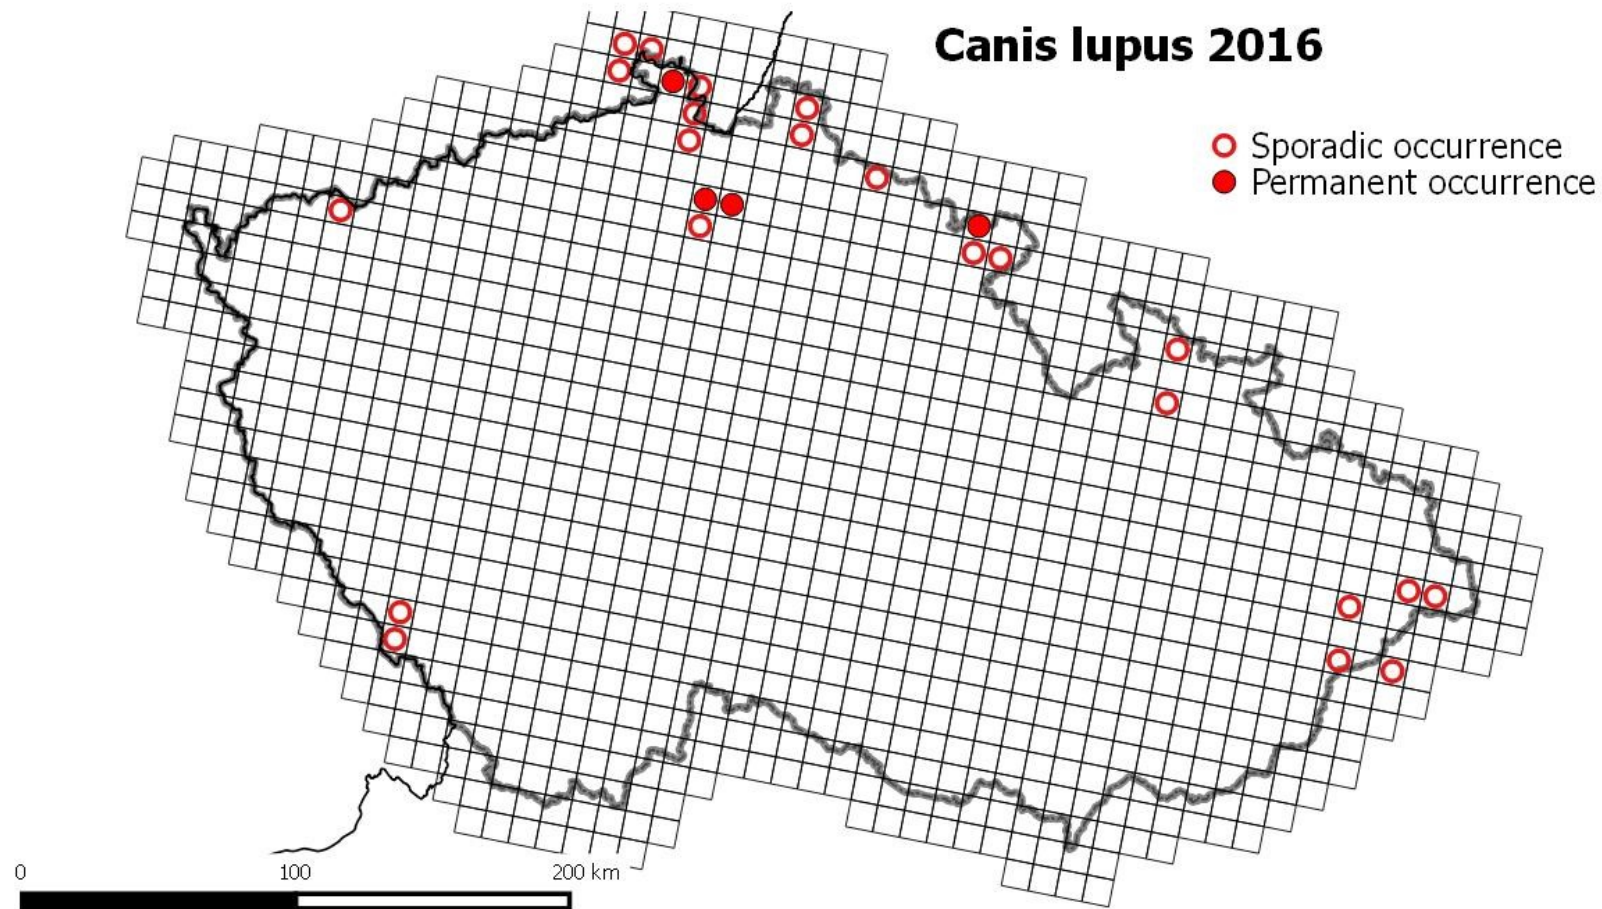 Canis lupus 2016
Sporadic occurrence
Permanent occurrence
0 100 200 km